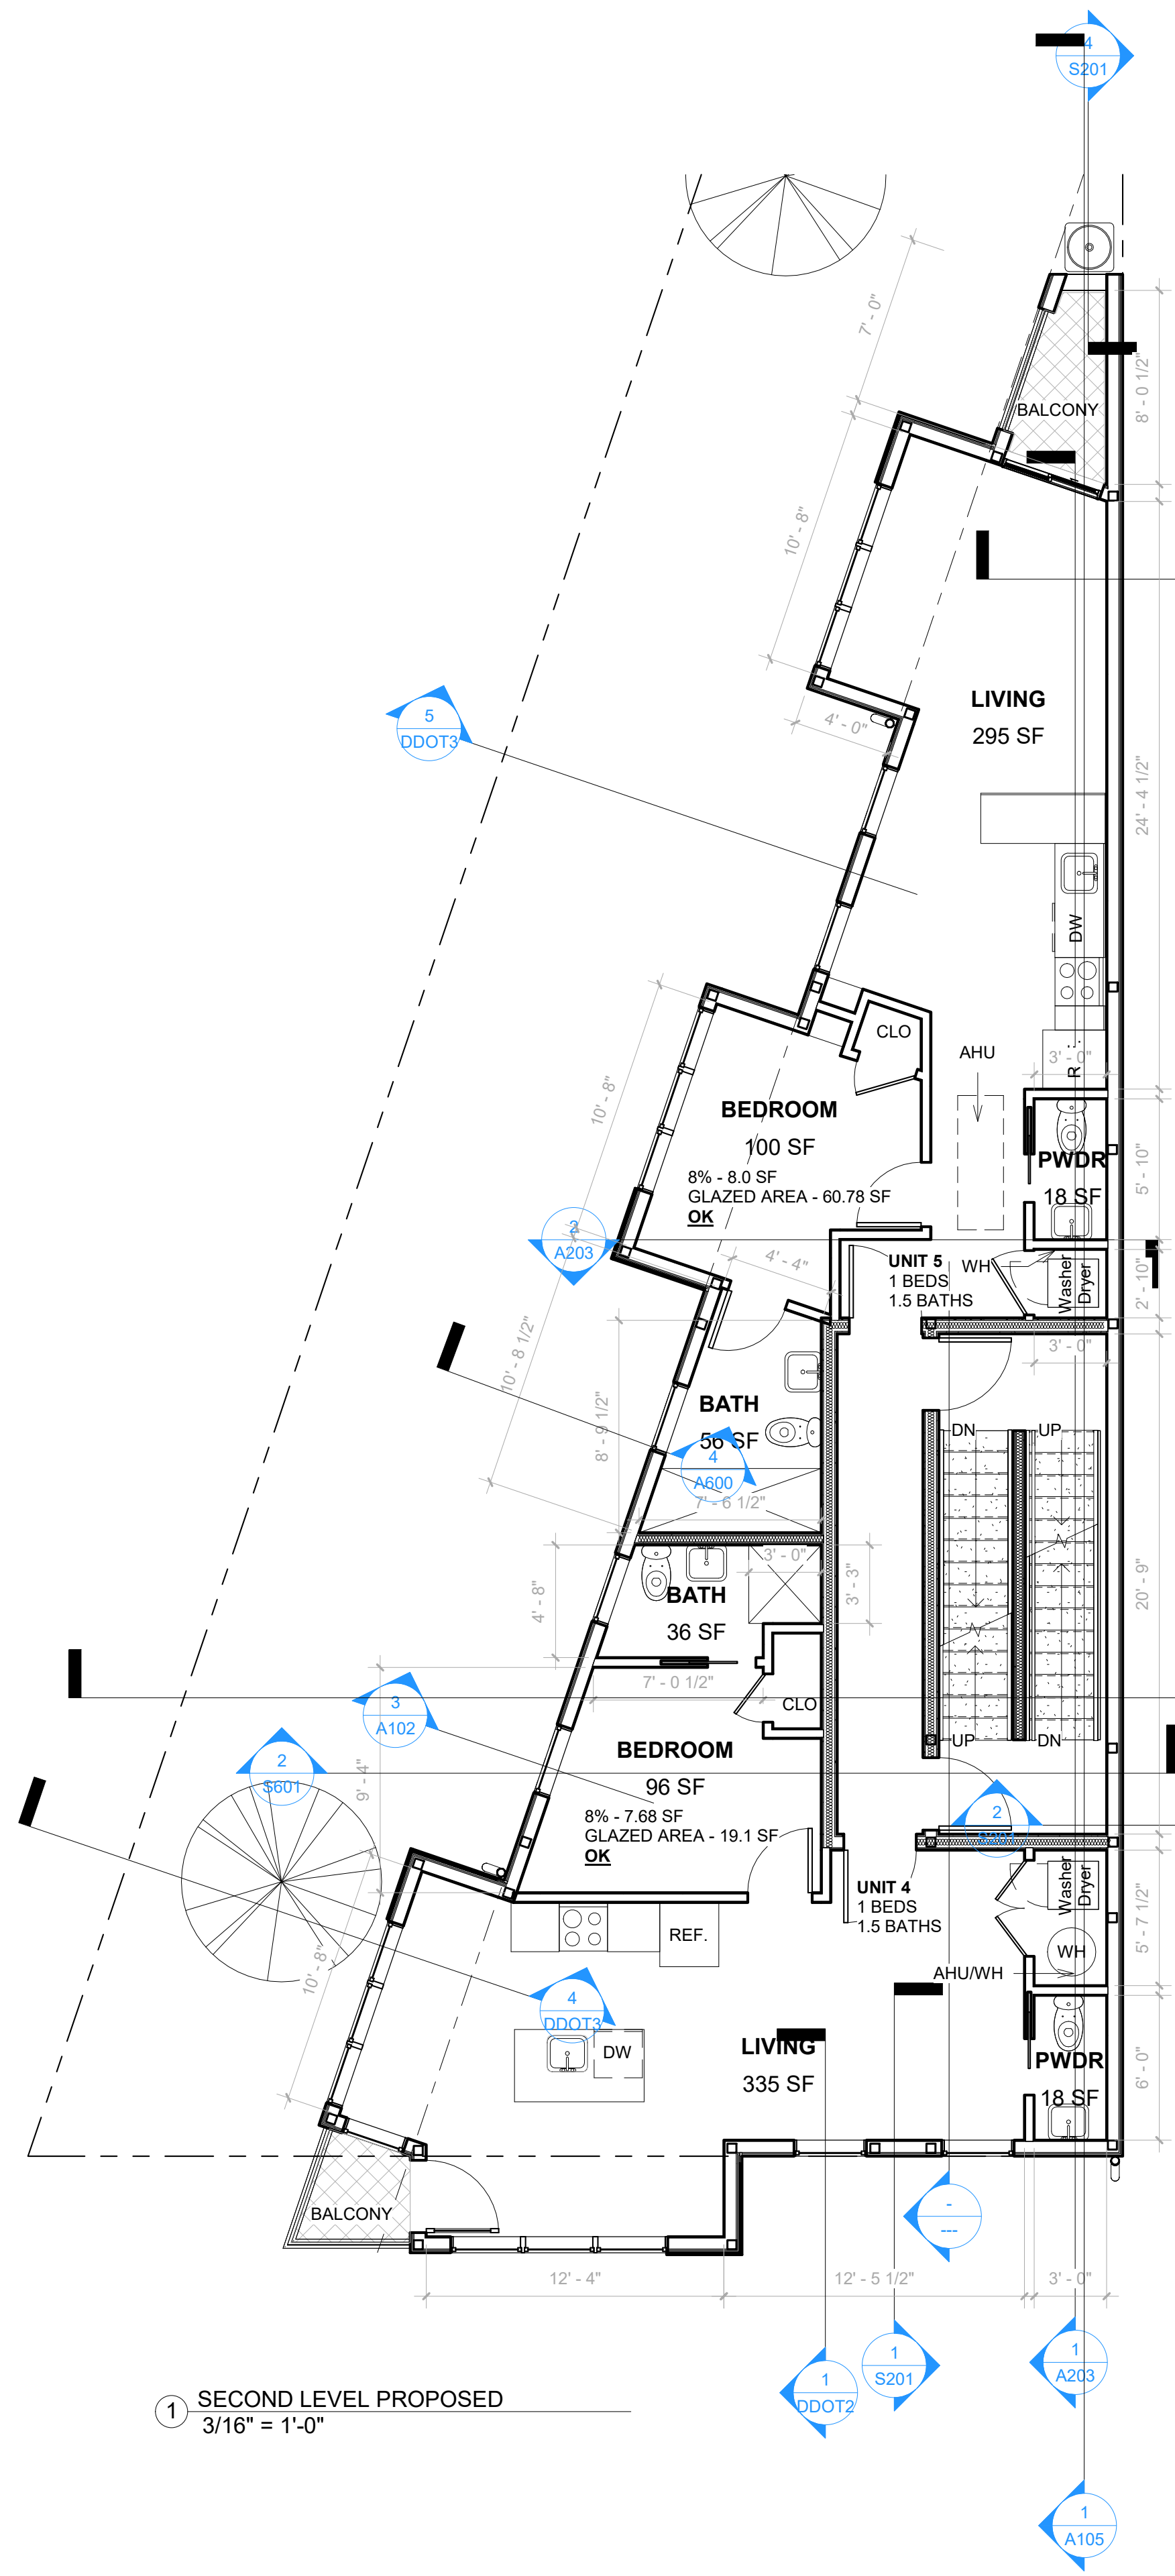 4
S201
7' - 0"
8' - 0 1/2"
BALCONY
10' - 8"
LIVING
295 SF
5
DDOT3
4' - 0"
24' - 4 1/2"
DW
CLO
AHU
3' - 0"
R...
10' - 8"
BEDROOM
100 SF
8% - 8.0 SF
GLAZED AREA - 60.78 SF
OK
PWDR
18 SF
5' - 10"
2
A203
4' - 4"
UNIT 5
1 BEDS
1.5 BATHS
WH
Washer
Dryer
2' - 10"
3' - 0"
10' - 8 1/2"
8' - 9 1/2"
BATH
56 SF
4
A600
7' - 6 1/2"
DN
UP
3' - 0"
4' - 8"
3' - 3"
BATH
36 SF
20' - 9"
7' - 0 1/2"
CLO
3
A102
UP
DN
BEDROOM
96 SF
2
S601
9' - 4"
8% - 7.68 SF
GLAZED AREA - 19.1 SF
OK
2
S201
UNIT 4
1 BEDS
1.5 BATHS
Washer
Dryer
5' - 7 1/2"
REF.
WH
AHU/WH
10' - 8"
4
DDOT3
DW
LIVING
335 SF
PWDR
18 SF
6' - 0"
BALCONY
-
---
12' - 4"
12' - 5 1/2"
3' - 0"
1
DDOT2
1
S201
1
A203
1
SECOND LEVEL PROPOSED
3/16" = 1'-0"
1
A105